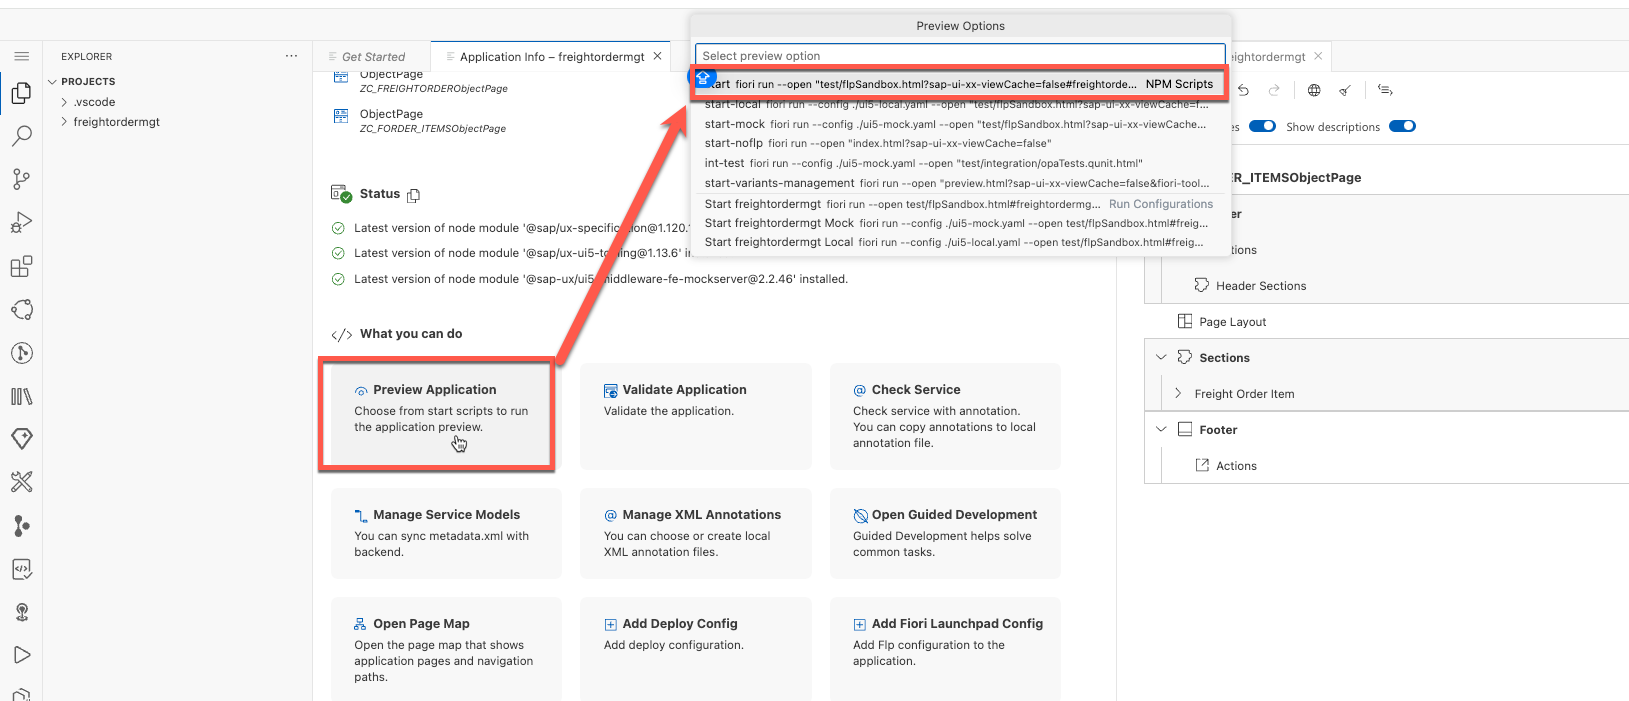 Preview Options
Select preview option
start fiori run --open "test/flpSandbox.html?sap-ui-xx-viewCache=false#freightorde... NPM Scripts
start-local fiori run --config ./ui5-local.yaml --open "test/flpSandbox.html?sap-ui-xx-viewCache=f...
start-mock fiori run --config ./ui5-mock.yaml --open "test/flpSandbox.html?sap-ui-xx-viewCache...
start-noflp fiori run --open "index.html?sap-ui-xx-viewCache=false"
int-test fiori run --config ./ui5-mock.yaml --open "test/integration/opaTests.qunit.html"
start-variants-management fiori run --open "preview.html?sap-ui-xx-viewCache=false&fiori-tool...
Start freightordermgt fiori run --open test/flpSandbox.html#freightordermg... Run Configurations
Start freightordermgt Mock fiori run --config ./ui5-mock.yaml --open test/flpSandbox.html#freig...
Start freightordermgt Local fiori run --config ./ui5-local.yaml --open test/flpSandbox.html#freig...
EXPLORER
PROJECTS
.vscode
freightordermgt
Get Started
Application Info – freightordermgt
ObjectPage
ZC_FREIGHTORDERObjectPage
ObjectPage
ZC_FORDER_ITEMSObjectPage
Status
Latest version of node module '@sap/ux-specification@1.120.
Latest version of node module '@sap/ux-ui5-tooling@1.13.6' in
Latest version of node module '@sap-ux/ui5-middleware-fe-mockserver@2.2.46' installed.
What you can do
Preview Application
Choose from start scripts to run
the application preview.
Validate Application
Validate the application.
Check Service
Check service with annotation.
You can copy annotations to local
annotation file.
Manage Service Models
You can sync metadata.xml with
backend.
Manage XML Annotations
You can choose or create local
XML annotation files.
Open Guided Development
Guided Development helps solve
common tasks.
Open Page Map
Open the page map that shows
application pages and navigation
paths.
Add Deploy Config
Add deploy configuration.
Add Fiori Launchpad Config
Add Flp configuration to the
application.
eightordermgt
es
Show descriptions
R_ITEMSObjectPage
er
tions
Header Sections
Page Layout
Sections
Freight Order Item
Footer
Actions